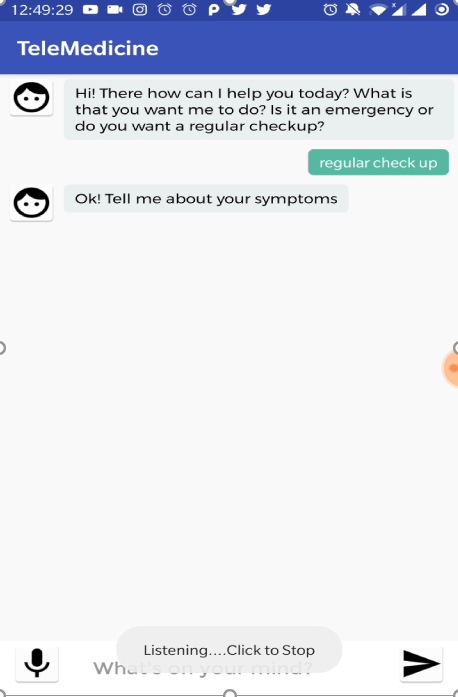 12:49:29
TeleMedicine
Hi! There how can I help you today? What is
that you want me to do? Is it an emergency or
do you want a regular checkup?
regular check up
Ok! Tell me about your symptoms
Listening....Click to Stop
What's on your mind?